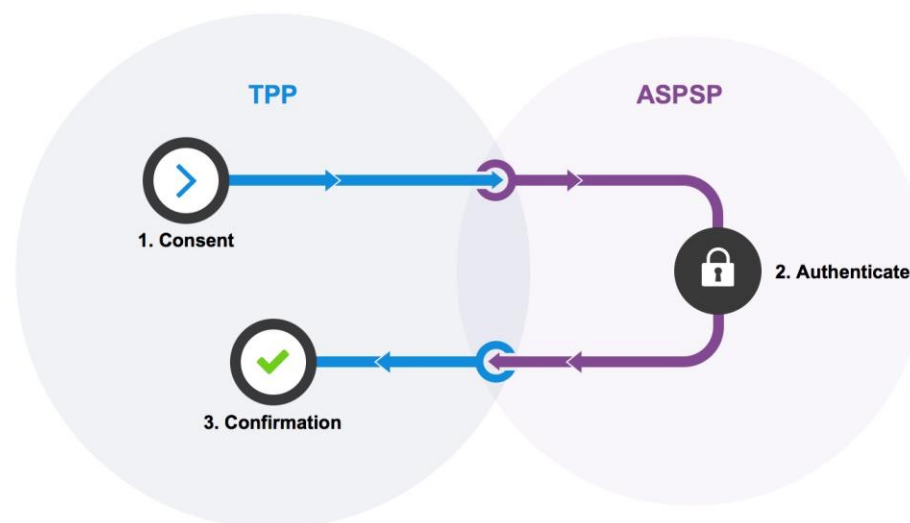 TPP
ASPSP
1. Consent
2. Authenticate
3. Confirmation